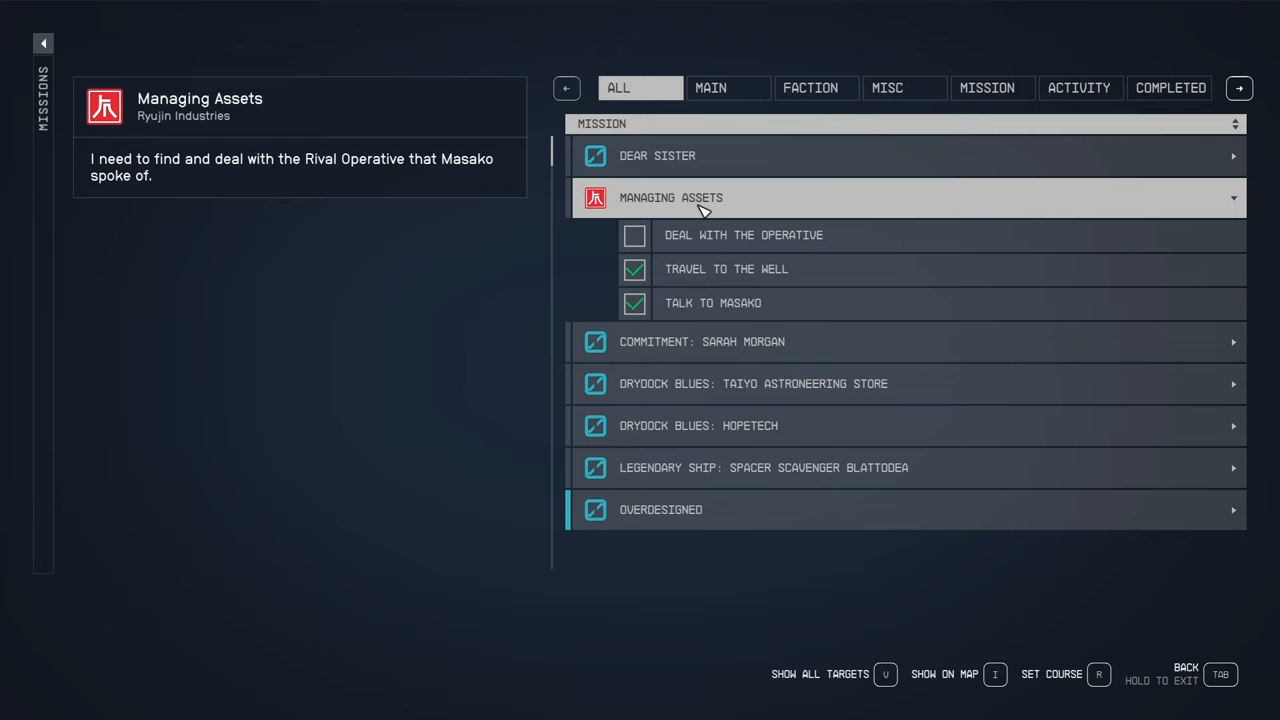 MISSIONS
Managing Assets
Ryujin Industries
I need to find and deal with the Rival Operative that Masako
spoke of.
ALL
MAIN
FACTION
MISC
MISSION
ACTIVITY
COMPLETED
MISSION
DEAR SISTER
MANAGING ASSETS
DEAL WITH THE OPERATIVE
TRAVEL TO THE WELL
TALK TO MASAKO
COMMITMENT: SARAH MORGAN
DRYDOCK BLUES: TAIYO ASTRONEERING STORE
DRYDOCK BLUES: HOPETECH
LEGENDARY SHIP: SPACER SCAVENGER BLATTODEA
OVERDESIGNED
SHOW ALL TARGETS U
SHOW ON MAP I
SET COURSE R
BACK
HOLD TO EXIT
TAB